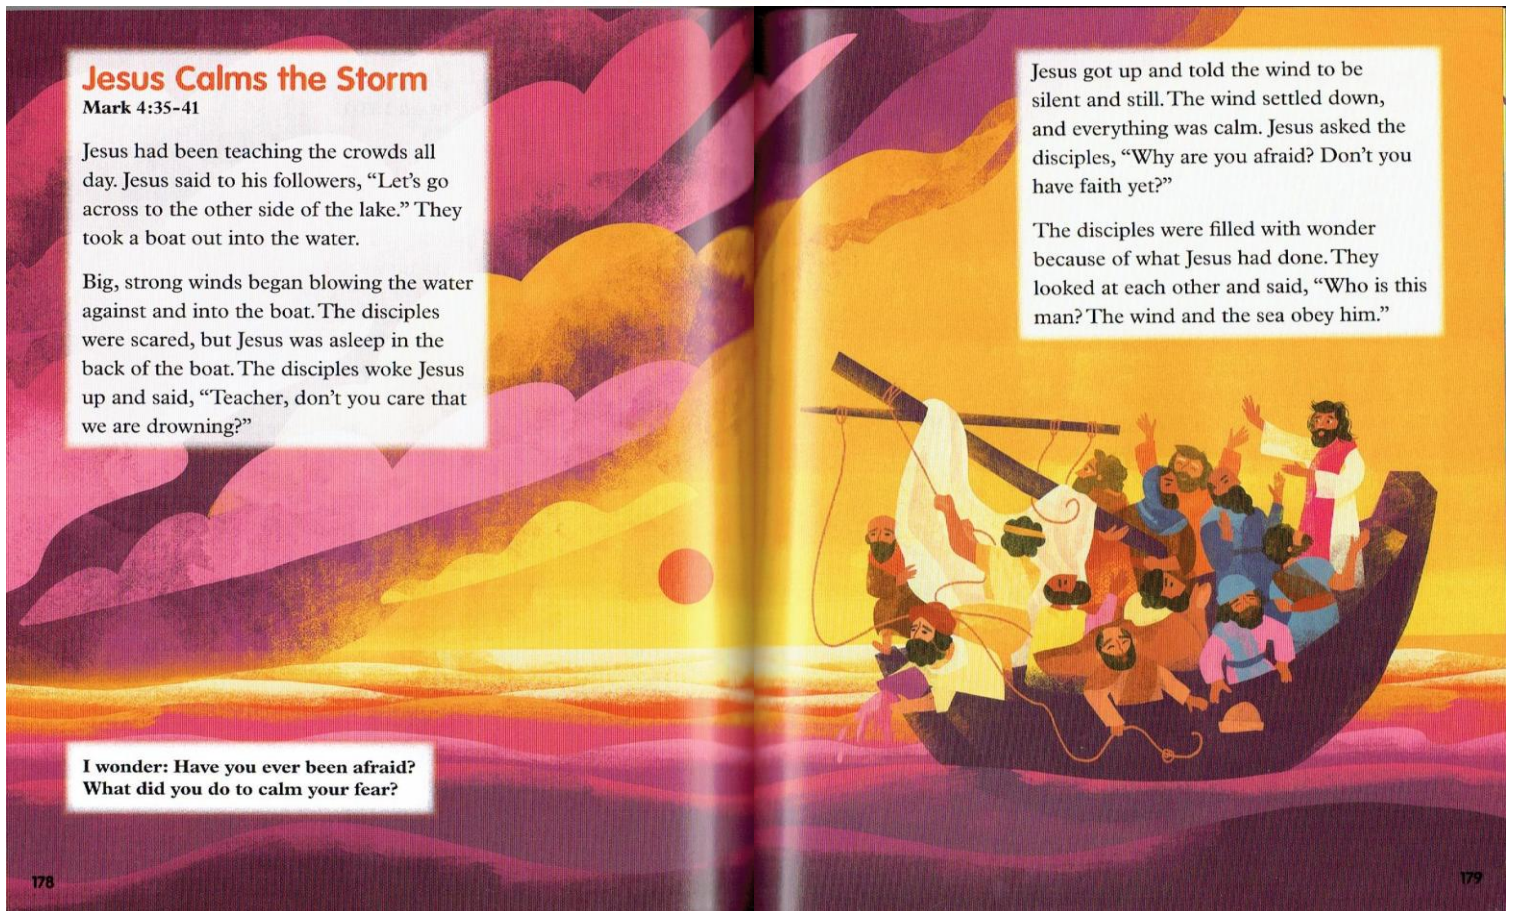 Jesus Calms the Storm
Mark 4:35-41
Jesus had been teaching the crowds all
day. Jesus said to his followers, “Let’s go
across to the other side of the lake.” They
took a boat out into the water.
Big, strong winds began blowing the water
against and into the boat. The disciples
were scared, but Jesus was asleep in the
back of the boat. The disciples woke Jesus
up and said, “Teacher, don’t you care that
we are drowning?”
I wonder: Have you ever been afraid?
What did you do to calm your fear?
178
Jesus got up and told the wind to be
silent and still. The wind settled down,
and everything was calm. Jesus asked the
disciples, “Why are you afraid? Don’t you
have faith yet?”
The disciples were filled with wonder
because of what Jesus had done. They
looked at each other and said, “Who is this
man? The wind and the sea obey him.”
179